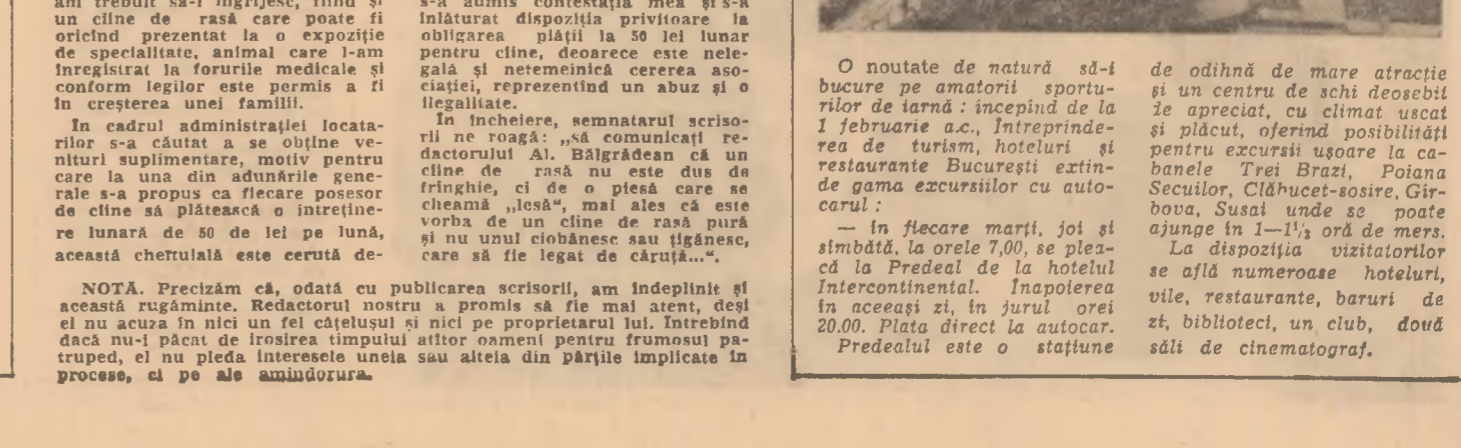 un cîine de rasă care poate fi
oricînd prezentat la o expoziție
de specialitate, animal care l-am
înregistrat la forurile medicale și
conform legilor este permis a fi
în creșterea unei familii.
In cadrul administrației locata-
rilor s-a căutat a se obține ve-
nituri suplimentare, motiv pentru
care la una din adunările gene-
rale s-a propus ca fiecare posesor
de cîine să plătească o întreține-
re lunară de 50 de lei pe lună,
această cheltuială este cerută de-
s-a admis contestația mea și s-a
înlăturat dispoziția privitoare la
obligarea plății la 50 lei lunar
pentru cîine, deoarece este nele-
gală și netemeinică cererea aso-
ciației, reprezentînd un abuz și o
ilegalitate.
In încheiere, semnatarul scriso-
rii ne roagă: „să comunicați re-
dactorului Al. Bălgrădean că un
cîine de rasă nu este dus de
frînghie, ci de o piesă care se
cheamă „lesă“, mai ales că este
vorba de un cîine de rasă pură
și nu unul ciobănesc sau țigănesc,
care să fie legat de căruță...“.
NOTA. Precizăm că, odată cu publicarea scrisorii, am îndeplinit și
această rugăminte. Redactorul nostru a promis să fie mai atent, deși
el nu acuza în nici un fel cățelușul și nici pe proprietarul lui. Intrebînd
dacă nu-i păcat de irosirea timpului atîtor oameni pentru frumosul pa-
truped, el nu pleda interesele uneia sau alteia din părțile implicate în
procese, ci pe ale amîndorura.
O noutate de natură să-i
bucure pe amatorii sportu-
rilor de iarnă : începînd de la
1 februarie a.c., Intreprinde-
rea de turism, hoteluri și
restaurante București extin-
de gama excursiilor cu auto-
carul :
— în fiecare marți, joi și
sîmbătă, la orele 7,00, se plea-
că la Predeal de la hotelul
Intercontinental. Inapoierea
în aceeași zi, în jurul orei
20.00. Plata direct la autocar.
Predealul este o stațiune
de odihnă de mare atracție
și un centru de schi deosebit
de apreciat, cu climat uscat
și plăcut, oferind posibilități
pentru excursii ușoare la ca-
banele Trei Brazi, Poiana
Secuilor, Clăbucet-sosire, Gîr-
bova, Susai unde se poate
ajunge în 1—1½ oră de mers.
La dispoziția vizitatorilor
se află numeroase hoteluri,
vile, restaurante, baruri de
zi, biblioteci, un club, două
săli de cinematograf.